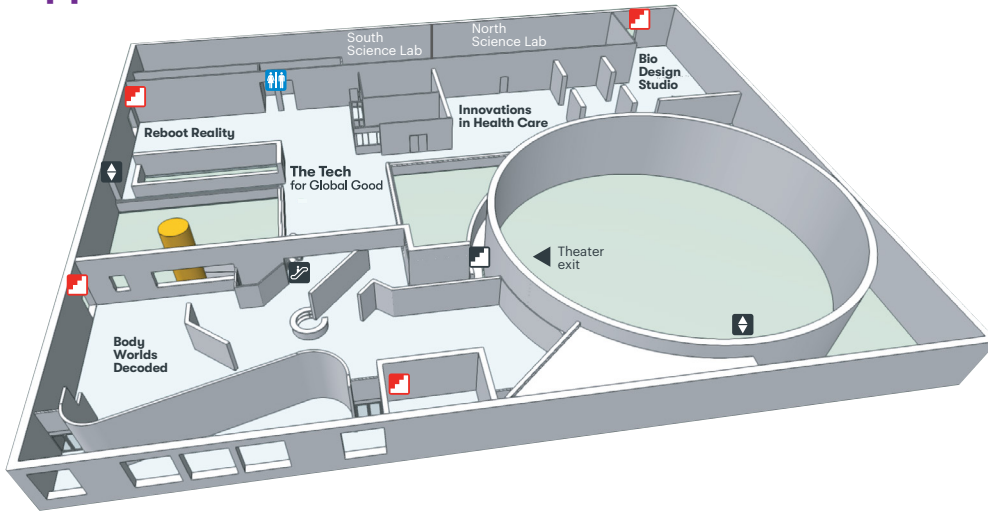 South
Science Lab
North
Science Lab
Bio
Design
Studio
Innovations
in Health Care
Reboot Reality
The Tech
for Global Good
Theater
exit
Body
Worlds
Decoded